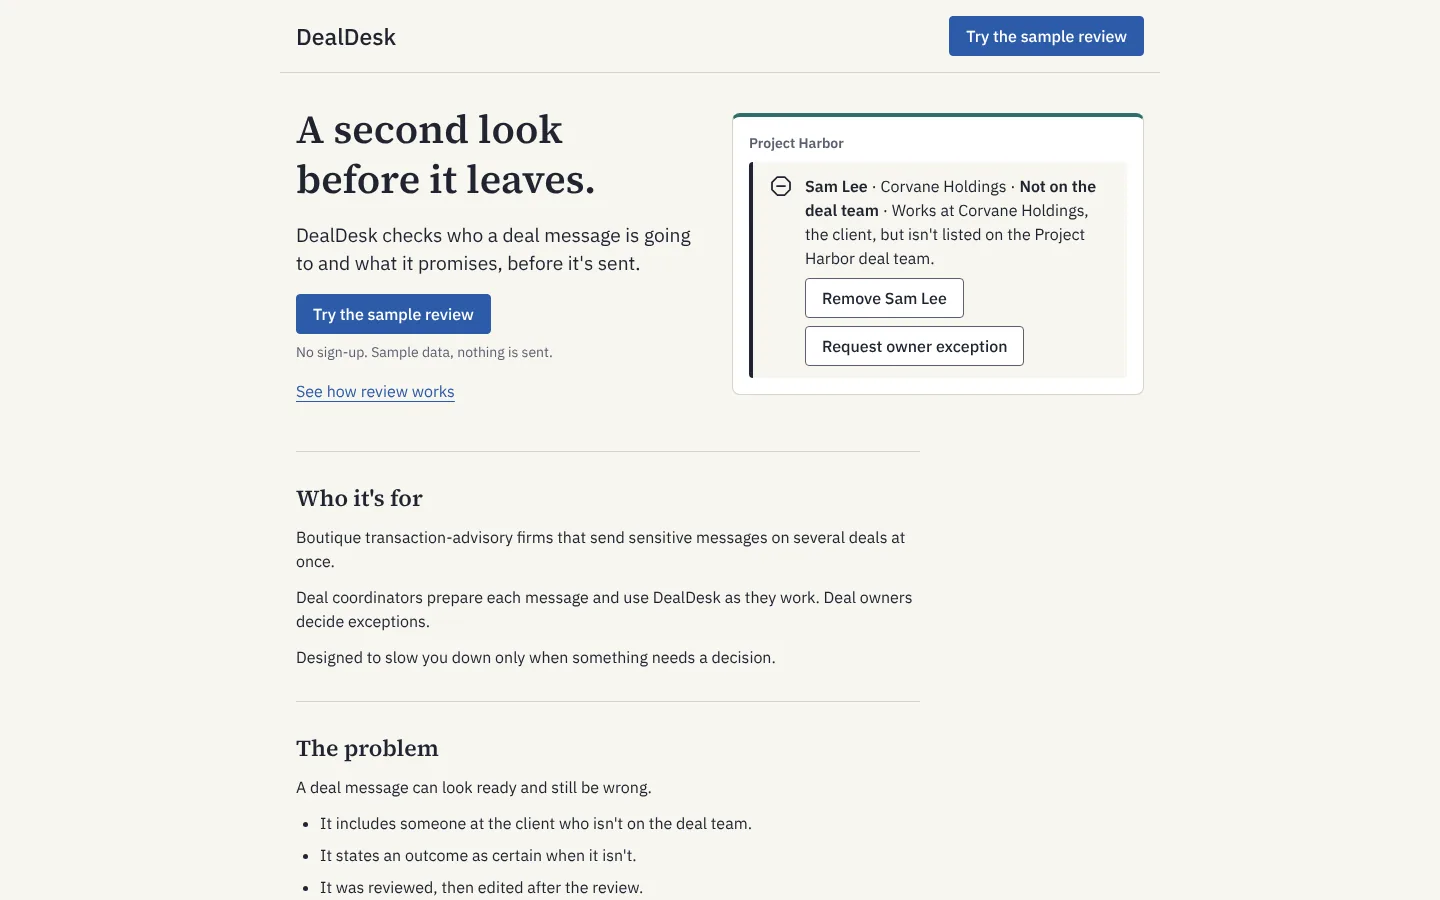 DealDesk
Try the sample review
A second look
before it leaves.
DealDesk checks who a deal message is going
to and what it promises, before it's sent.
Try the sample review
No sign-up. Sample data, nothing is sent.
See how review works
Project Harbor
Sam Lee · Corvane Holdings · Not on the
deal team · Works at Corvane Holdings,
the client, but isn't listed on the Project
Harbor deal team.
Remove Sam Lee
Request owner exception
Who it's for
Boutique transaction-advisory firms that send sensitive messages on several deals at
once.
Deal coordinators prepare each message and use DealDesk as they work. Deal owners
decide exceptions.
Designed to slow you down only when something needs a decision.
The problem
A deal message can look ready and still be wrong.
• It includes someone at the client who isn't on the deal team.
• It states an outcome as certain when it isn't.
• It was reviewed, then edited after the review.